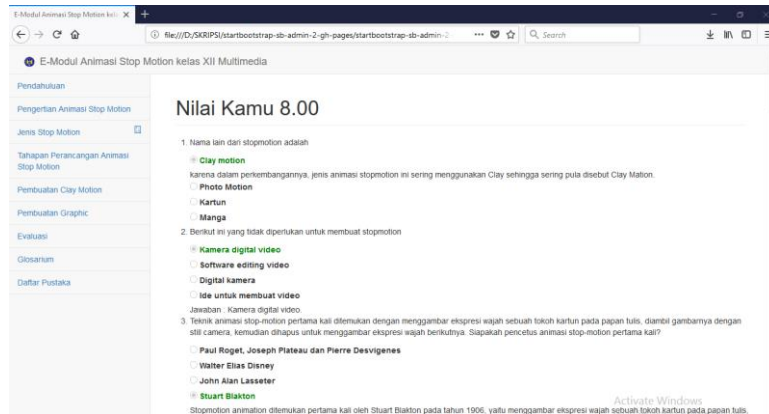 E-Modul Animasi Stop Motion kela
file:///D:/SKRIPSI/startbootstrap-sb-admin-2-gh-pages/startbootstrap-sb-admin-2
Search
E-Modul Animasi Stop Motion kelas XII Multimedia
Pendahuluan
Pengertian Animasi Stop Motion
Jenis Stop Motion
Tahapan Perancangan Animasi
Stop Motion
Pembuatan Clay Motion
Pembuatan Graphic
Evaluasi
Glosarium
Daftar Pustaka
Nilai Kamu 8.00
1. Nama lain dari stopmotion adalah
Clay motion
karena dalam perkembangannya, jenis animasi stopmotion ini sering menggunakan Clay sehingga sering pula disebut Clay Mation.
Photo Motion
Kartun
Manga
2. Berikut ini yang tidak diperlukan untuk membuat stopmotion
Kamera digital video
Software editing video
Digital kamera
Ide untuk membuat video
Jawaban : Kamera digital video.
3. Teknik animasi stop-motion pertama kali ditemukan dengan menggambar ekspresi wajah sebuah tokoh kartun pada papan tulis, diambil gambarnya dengan
still camera, kemudian dihapus untuk menggambar ekspresi wajah berikutnya. Siapakah pencetus animasi stop-motion pertama kali?
Paul Roget, Joseph Plateau dan Pierre Desvigenes
Walter Elias Disney
John Alan Lasseter
Stuart Blakton
Stopmotion animation ditemukan pertama kali oleh Stuart Blakton pada tahun 1906, yaitu menggambar ekspresi wajah sebuah tokoh kartun pada papan tulis,
Activate Windows